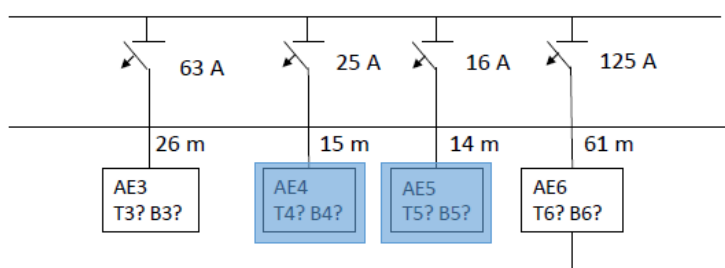 63 A 25 A 16 A 125 A
26 m 15 m 14 m 61 m
AE3 AE4 AE5 AE6
T3? B3? T4? B4? T5? B5? T6? B6?